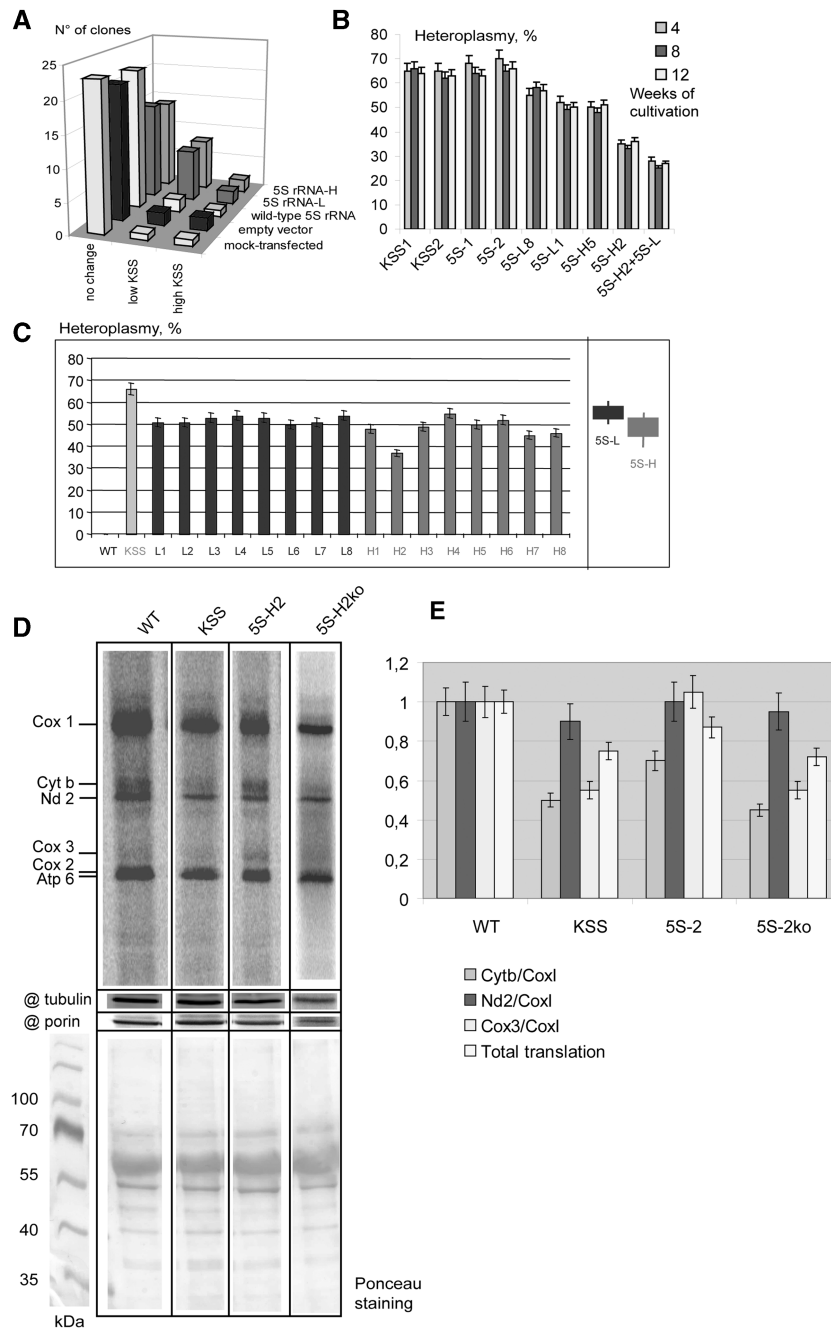 A
N° of clones
25
20
15
10
5
0
5S rRNA-H
5S rRNA-L
wild-type 5S rRNA
empty vector
mock-transfected
no change
low KSS
high KSS
B
Heteroplasmy, %
80
70
60
50
40
30
20
10
0
4
8
12
Weeks of
cultivation
KSS1
KSS2
5S-1
5S-2
5S-L8
5S-L1
5S-H5
5S-H2
5S-H2+5S-L
C
Heteroplasmy, %
80
70
60
50
40
30
20
10
0
WT KSS L1 L2 L3 L4 L5 L6 L7 L8 H1 H2 H3 H4 H5 H6 H7 H8
5S-L
5S-H
D
WT
KSS
5S-H2
5S-H2ko
Cox 1
Cyt b
Nd 2
Cox 3
Cox 2
Atp 6
@ tubulin
@ porin
100
70
55
40
35
kDa
Ponceau
staining
E
1,2
1
0,8
0,6
0,4
0,2
0
WT KSS 5S-2 5S-2ko
Cytb/CoxI
Nd2/CoxI
Cox3/CoxI
Total translation